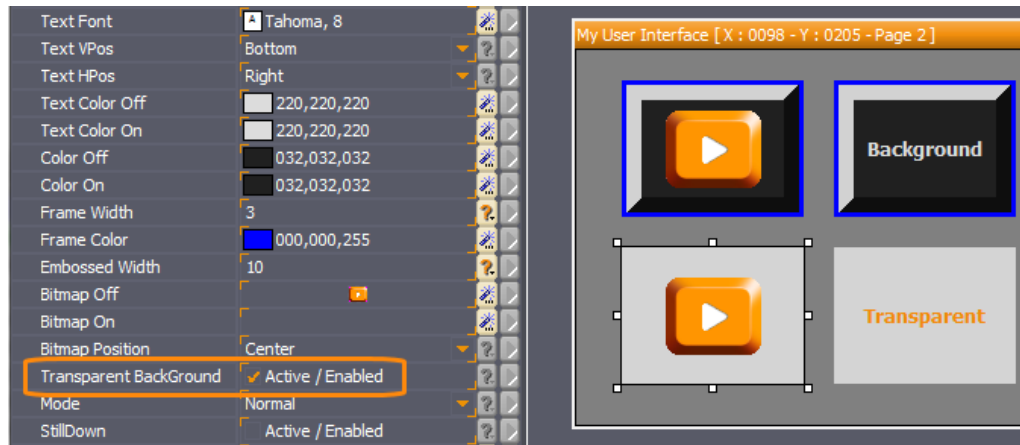 Text Font A Tahoma, 8
Text VPos Bottom
Text HPos Right
Text Color Off 220,220,220
Text Color On 220,220,220
Color Off 032,032,032
Color On 032,032,032
Frame Width 3
Frame Color 000,000,255
Embossed Width 10
Bitmap Off
Bitmap On
Bitmap Position Center
Transparent BackGround Active / Enabled
Mode Normal
StillDown Active / Enabled
My User Interface [ X : 0098 - Y : 0205 - Page 2 ]
Background
Transparent